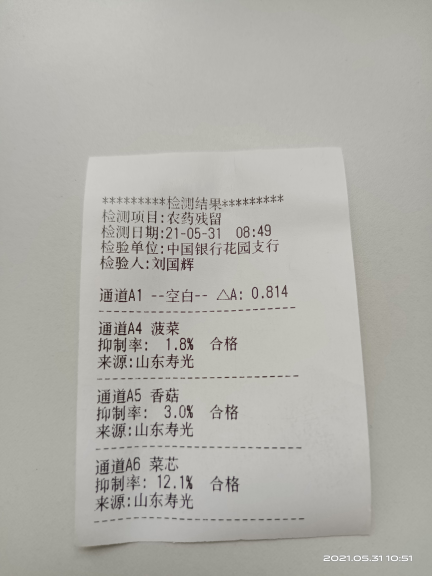 *********检测结果*********
检测项目:农药残留
检测日期:21-05-31 08:49
检验单位:中国银行花园支行
检验人:刘国辉
通道A1 --空白-- △A: 0.814
通道A4 菠菜
抑制率: 1.8% 合格
来源:山东寿光
通道A5 香菇
抑制率: 3.0% 合格
来源:山东寿光
通道A6 菜芯
抑制率: 12.1% 合格
来源:山东寿光
2021.05.31 10:51